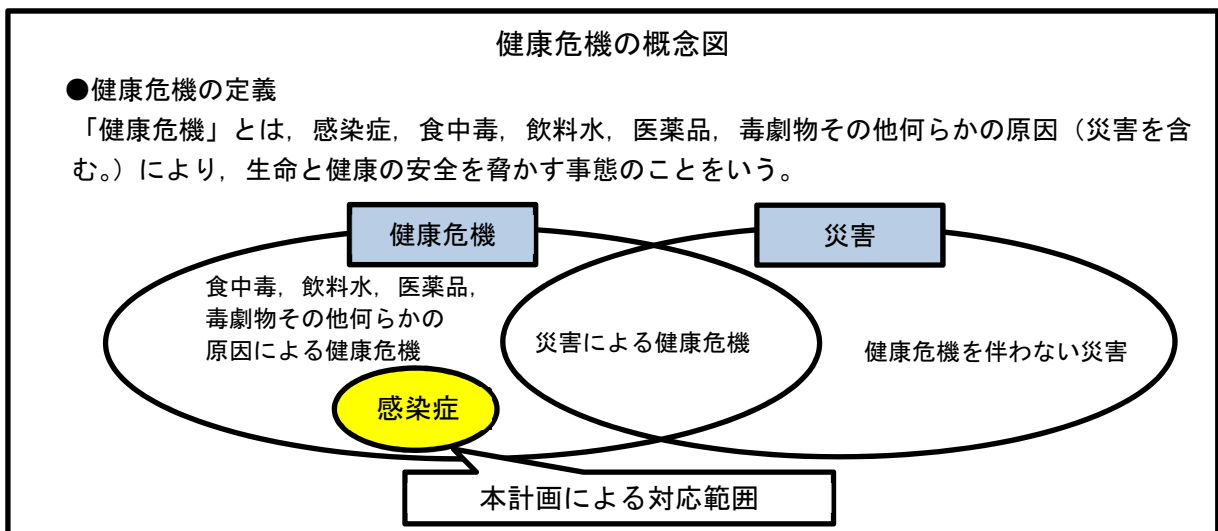 健康危機の概念図
●健康危機の定義
「健康危機」とは，感染症，食中毒，飲料水，医薬品，毒劇物その他何らかの原因（災害を含
む。）により，生命と健康の安全を脅かす事態のことをいう。
健康危機
災害
食中毒，飲料水，医薬品，
毒劇物その他何らかの
原因による健康危機
災害による健康危機
健康危機を伴わない災害
感染症
本計画による対応範囲